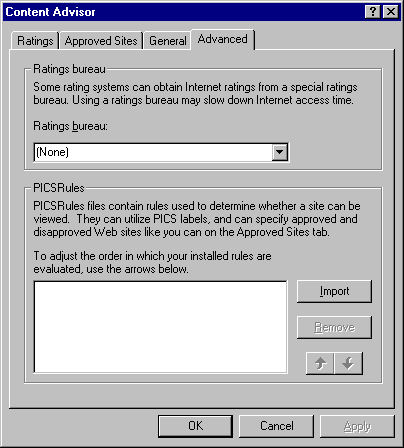 Content Advisor
Ratings Approved Sites General Advanced
Ratings bureau
Some rating systems can obtain Internet ratings from a special ratings
bureau. Using a ratings bureau may slow down Internet access time.
Ratings bureau:
(None)
PICSRules
PICSRules files contain rules used to determine whether a site can be
viewed. They can utilize PICS labels, and can specify approved and
disapproved Web sites like you can on the Approved Sites tab.
To adjust the order in which your installed rules are
evaluated, use the arrows below.
Import
Remove
OK Cancel Apply